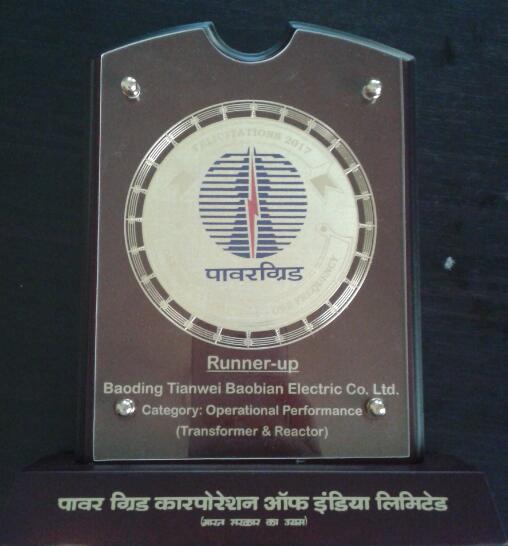 FELICITATIONS 2017
पावरग्रिड
FREQUENCY
Runner-up
Baoding Tianwei Baobian Electric Co. Ltd.
Category: Operational Performance
(Transformer & Reactor)
पावर ग्रिड कारपोरेशन ऑफ इंडिया लिमिटेड
(भारत सरकार का उद्यम)